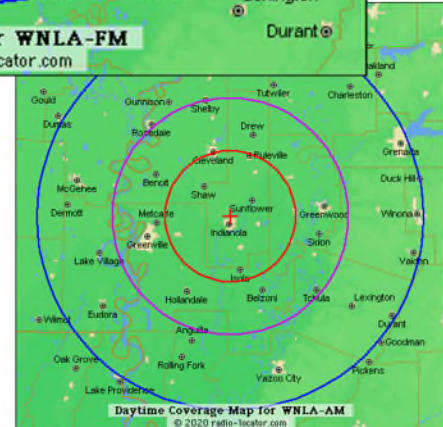 Durant
r WNLA-FM
ocator.com
Gould
Gunnison
Shelby
Tutwiler
Charleston
Dumas
Rosedale
Drew
Grenada
Cleveland
Ruleville
McGehee
Benoit
Duck Hill
Dermott
Shaw
Metcalfe
Sunflower
Greenwood
Winona
Indianola
Greenville
Sidon
Lake Village
Vaiden
Isola
Hollandale
Belzoni
Tchula
Lexington
Eudora
Wilmot
Durant
Anguilla
Goodman
Oak Grove
Rolling Fork
Yazoo City
Pickens
Lake Providence
Daytime Coverage Map for WNLA-AM
© 2020 radio-locator.com